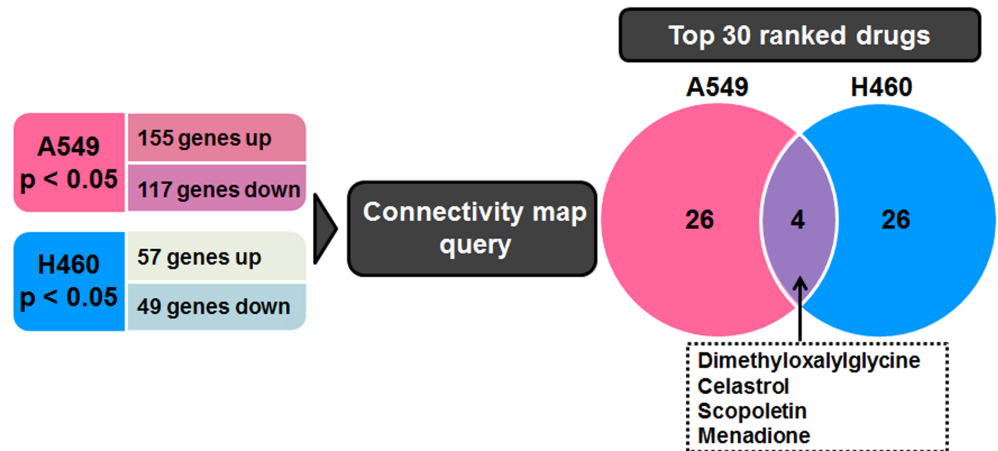 Top 30 ranked drugs
A549
H460
A549
p < 0.05
155 genes up
117 genes down
H460
p < 0.05
57 genes up
49 genes down
Connectivity map
query
26
4
26
Dimethyloxalylglycine
Celastrol
Scopoletin
Menadione